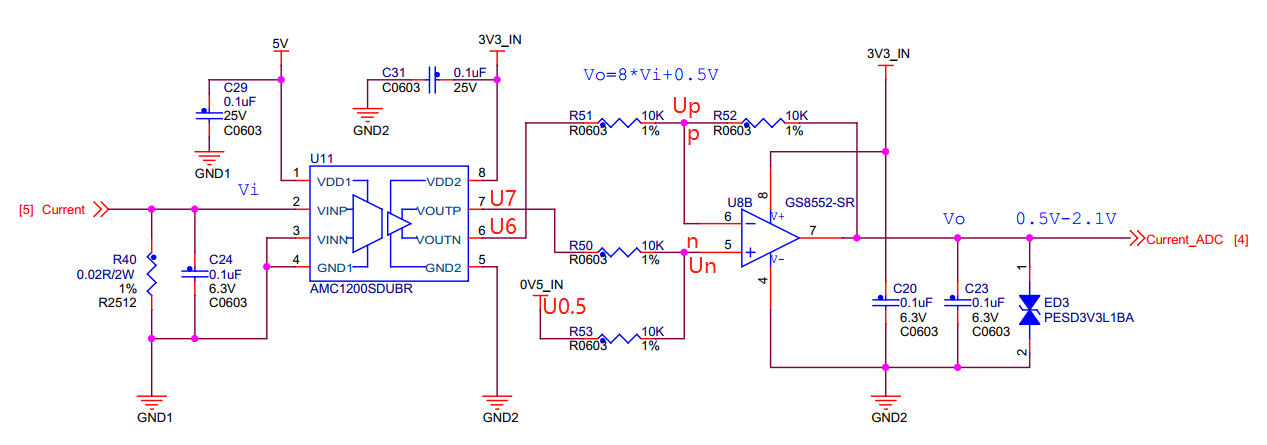 5V
3V3_IN
3V3_IN
Vo=8*Vi+0.5V
C29
0.1uF
25V
C0603
GND1
C31
C0603
0.1uF
25V
GND2
R51
R0603
10K
1%
Up
p
R52
R0603
10K
1%
U11
1
VDD1
VDD2
8
[5] Current
Vi
2
VINP
VOUTP
7
U7
3
VINN
VOUTN
6
U6
4
GND1
GND2
5
AMC1200SDUBR
R40
0.02R/2W
1%
R2512
C24
0.1uF
6.3V
C0603
GND1
GND2
R50
R0603
10K
1%
n
Un
0V5_IN
U0.5
R53
R0603
10K
1%
U8B
GS8552-SR
8
V+
6
-
5
+
7
V-
4
Vo
0.5V-2.1V
Current_ADC [4]
C20
0.1uF
6.3V
C0603
C23
0.1uF
6.3V
C0603
1
ED3
PESD3V3L1BA
2
GND2